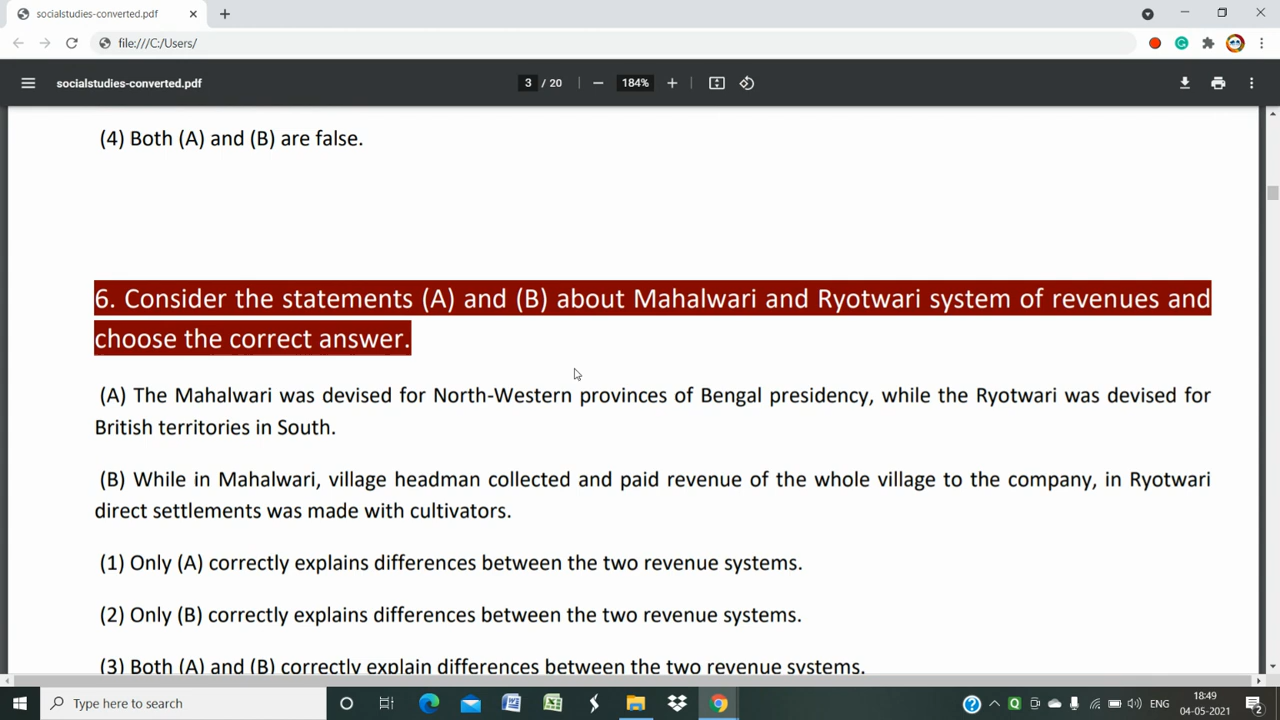 socialstudies-converted.pdf
file:///C:/Users/
socialstudies-converted.pdf
3 / 20
184%
(4) Both (A) and (B) are false.
6. Consider the statements (A) and (B) about Mahalwari and Ryotwari system of revenues and
choose the correct answer.
(A) The Mahalwari was devised for North-Western provinces of Bengal presidency, while the Ryotwari was devised for
British territories in South.
(B) While in Mahalwari, village headman collected and paid revenue of the whole village to the company, in Ryotwari
direct settlements was made with cultivators.
(1) Only (A) correctly explains differences between the two revenue systems.
(2) Only (B) correctly explains differences between the two revenue systems.
(3) Both (A) and (B) correctly explain differences between the two revenue systems.
Type here to search
ENG
18:49
04-05-2021
2